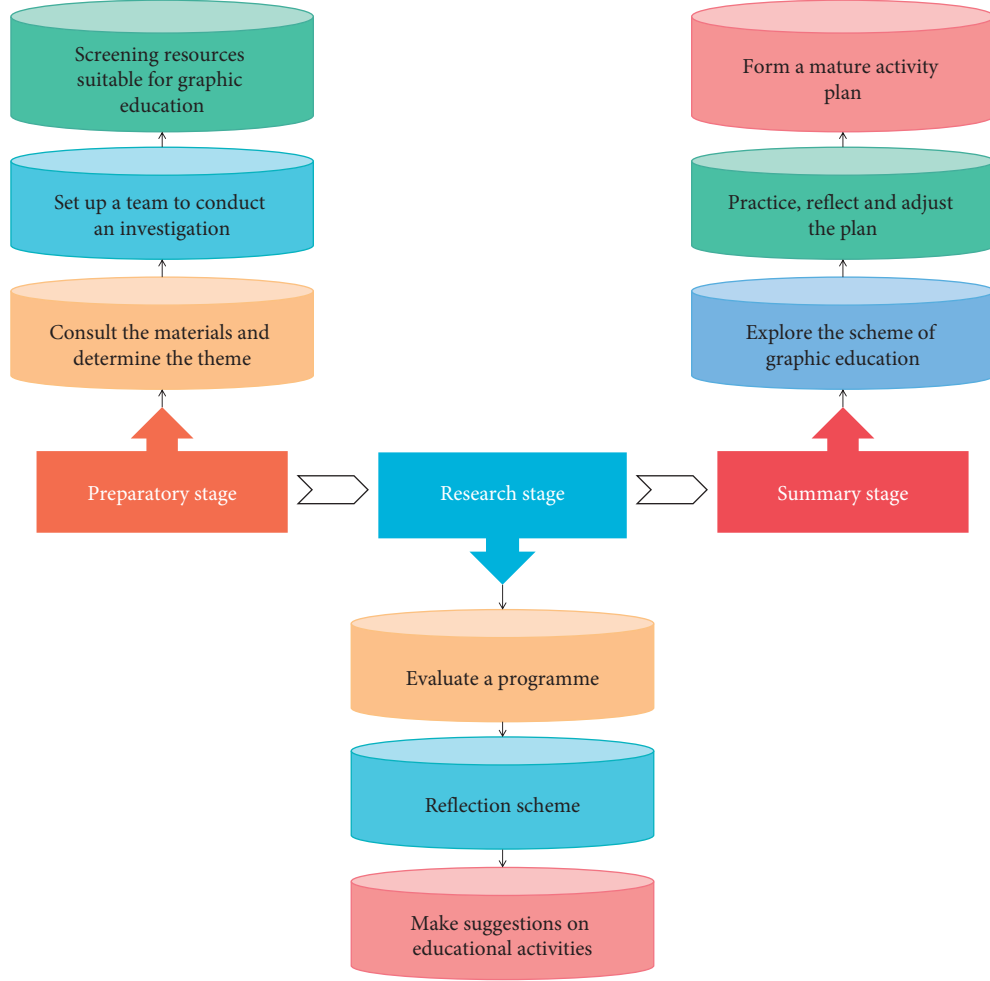 Screening resources
suitable for graphic
education
Set up a team to conduct
an investigation
Consult the materials and
determine the theme
Preparatory stage
Research stage
Evaluate a programme
Reflection scheme
Make suggestions on
educational activities
Form a mature activity
plan
Practice, reflect and adjust
the plan
Explore the scheme of
graphic education
Summary stage